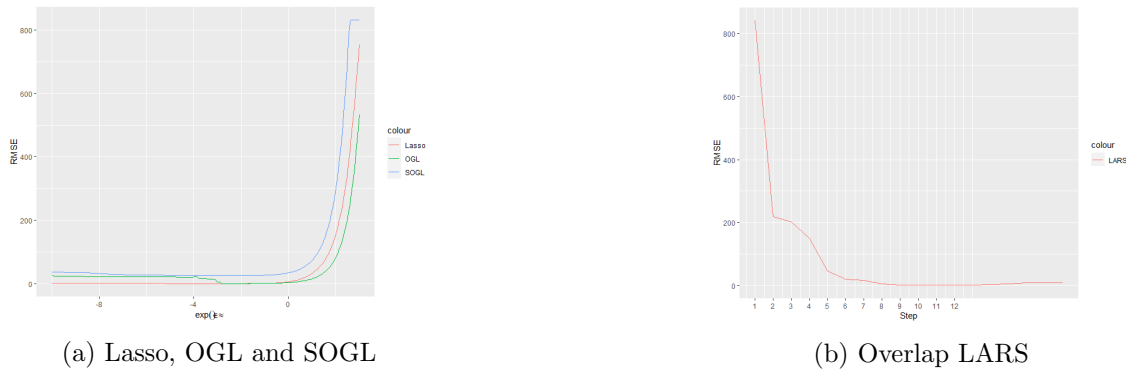 800
600
400
200
0
RMSE
-8
-4
0
colour
Lasso
OGL
SOGL
(a) Lasso, OGL and SOGL
800
600
400
200
0
RMSE
1 2 3 4 5 6 7 8 9 10 11 12
Step
colour
LARS
(b) Overlap LARS